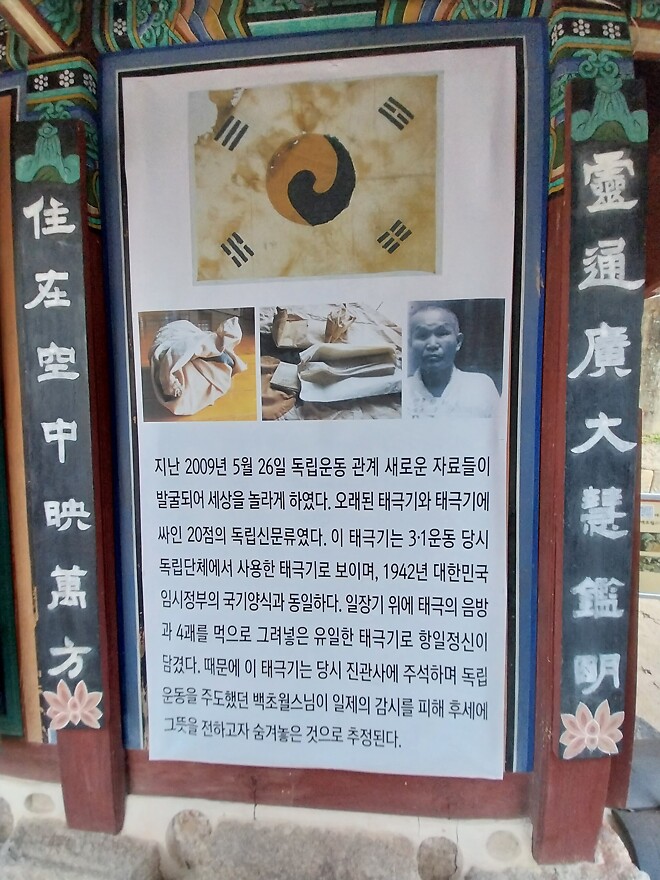 靈通廣大慧鑑明
住在空中映萬方
지난 2009년 5월 26일 독립운동 관계 새로운 자료들이
발굴되어 세상을 놀라게 하였다. 오래된 태극기와 태극기에
싸인 20점의 독립신문류였다. 이 태극기는 3·1운동 당시
독립단체에서 사용한 태극기로 보이며, 1942년 대한민국
임시정부의 국기양식과 동일하다. 일장기 위에 태극의 음방
과 4괘를 먹으로 그려넣은 유일한 태극기로 항일정신이
담겼다. 때문에 이 태극기는 당시 진관사에 주석하며 독립
운동을 주도했던 백초월스님이 일제의 감시를 피해 후세에
그뜻을 전하고자 숨겨놓은 것으로 추정된다.